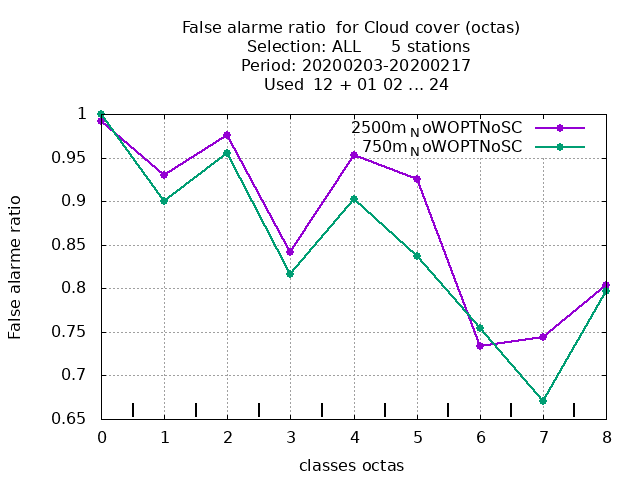 False alarme ratio  for Cloud cover (octas)
Selection: ALL      5 stations
Period: 20200203-20200217
Used  12 + 01 02 ... 24
2500mNoWOPTNoSC
750mNoWOPTNoSC
1
0.95
0.9
0.85
0.8
0.75
0.7
0.65
False alarme ratio
0 1 2 3 4 5 6 7 8
classes octas